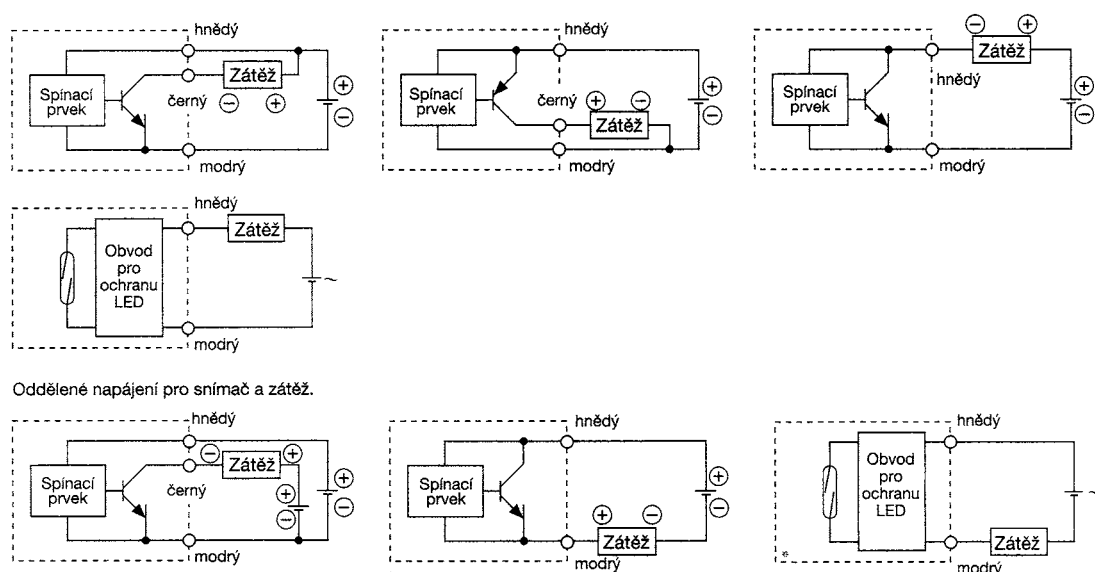 hnědý
Spínací
prvek
Zátěž
černý
⊖ ⊕
⊕
⊖
modrý
hnědý
Spínací
prvek
černý
⊕ ⊖
Zátěž
⊕
⊖
modrý
⊖ ⊕
Zátěž
hnědý
Spínací
prvek
⊕
⊖
modrý
hnědý
Zátěž
Obvod
pro
ochranu
LED
~
modrý
Oddělené napájení pro snímač a zátěž.
hnědý
Spínací
prvek
⊖ Zátěž ⊕
černý
⊕
⊖
⊕
⊖
modrý
hnědý
Spínací
prvek
⊕ ⊖
Zátěž
⊕
⊖
modrý
hnědý
Obvod
pro
ochranu
LED
~
Zátěž
modrý
*